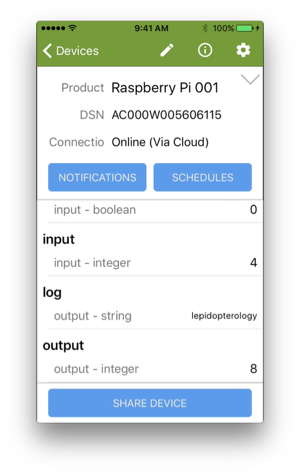 9:41 AM 100%
Devices
Product Raspberry Pi 001
DSN AC000W005606115
Connectio Online (Via Cloud)
NOTIFICATIONS SCHEDULES
input - boolean 0
input
input - integer 4
log
output - string lepidopterology
output
output - integer 8
SHARE DEVICE